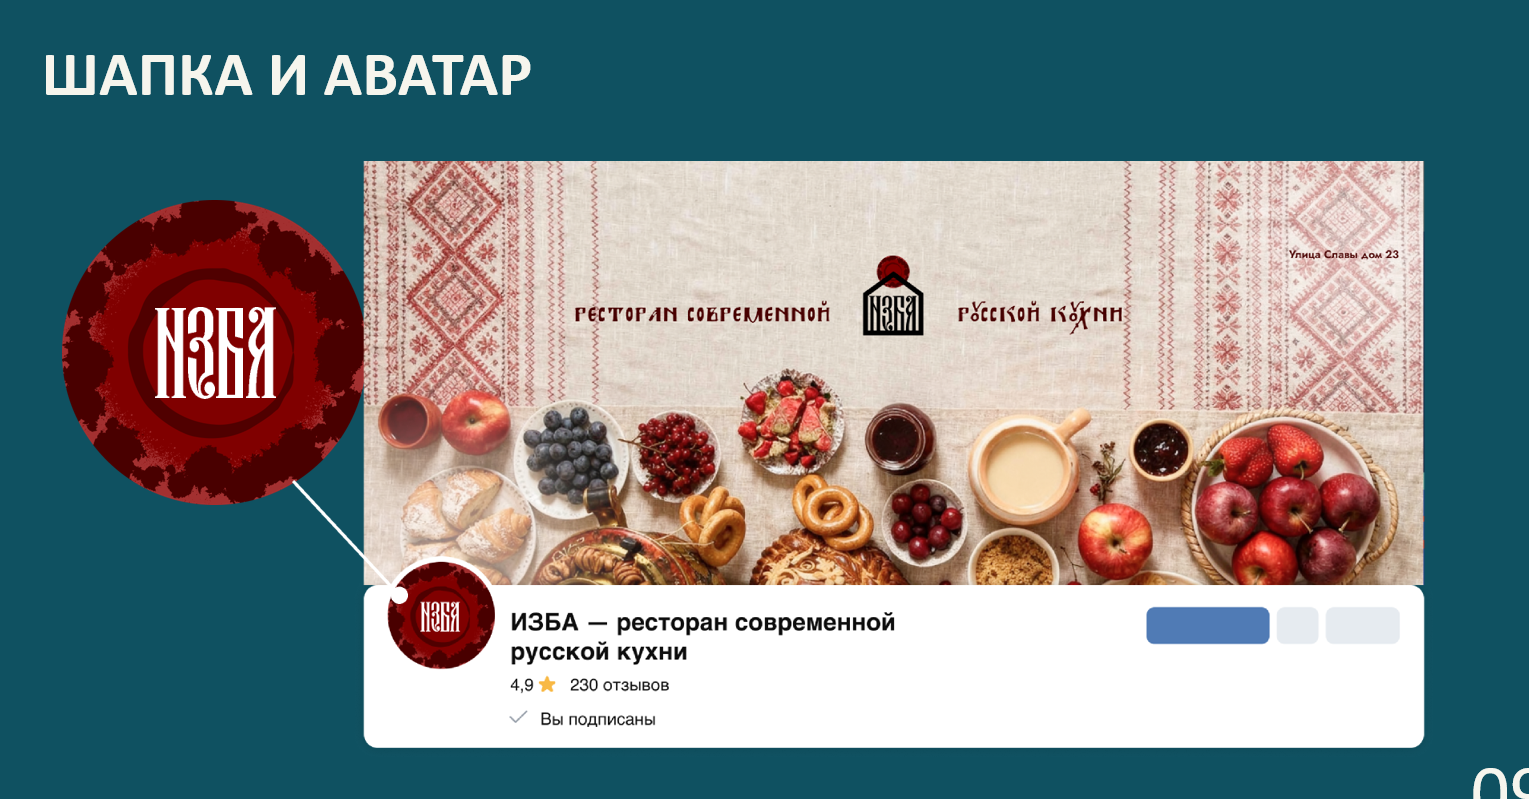 ШАПКА И АВАТАР
Улица Славы дом 23
РЕСТОРАН СОВРЕМЕННОЙ
ИЗБА
РУССКОЙ КУХНИ
ИЗБА
ИЗБА
ИЗБА — ресторан современной
русской кухни
4,9 230 отзывов
Вы подписаны
09